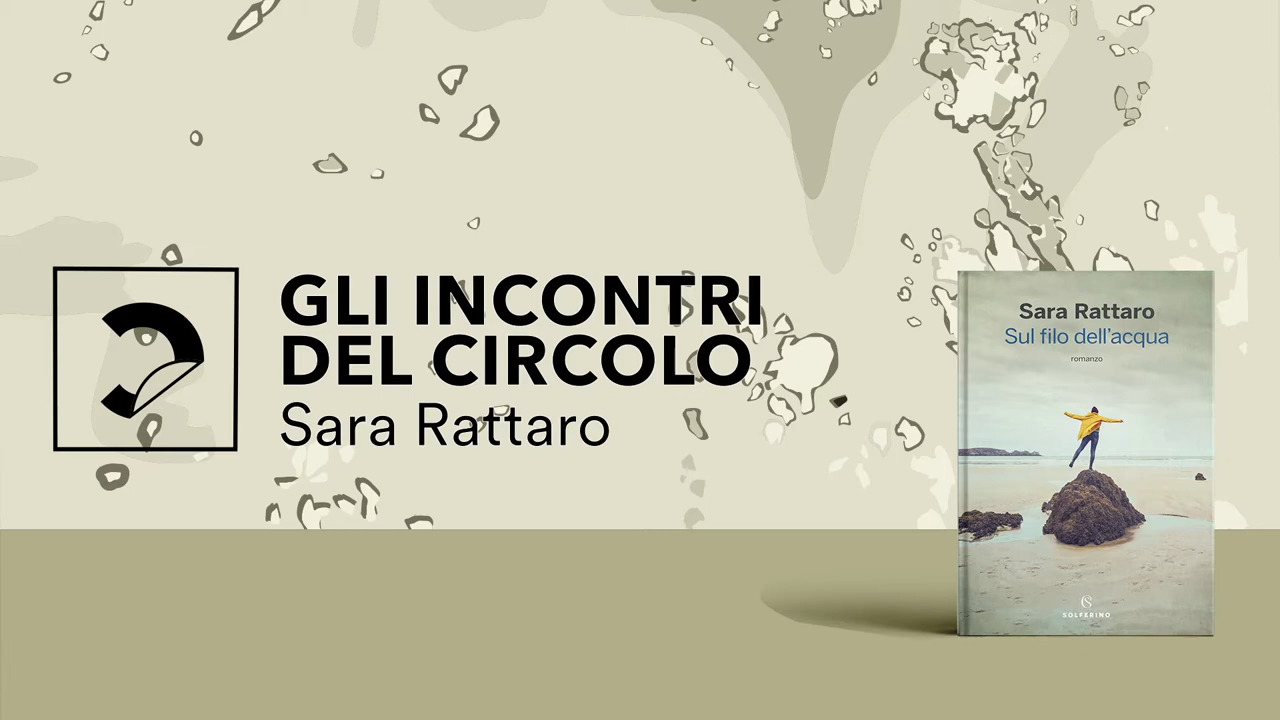 GLI INCONTRI
DEL CIRCOLO
Sara Rattaro
Sara Rattaro
Sul filo dell'acqua
romanzo
SOLFERINO